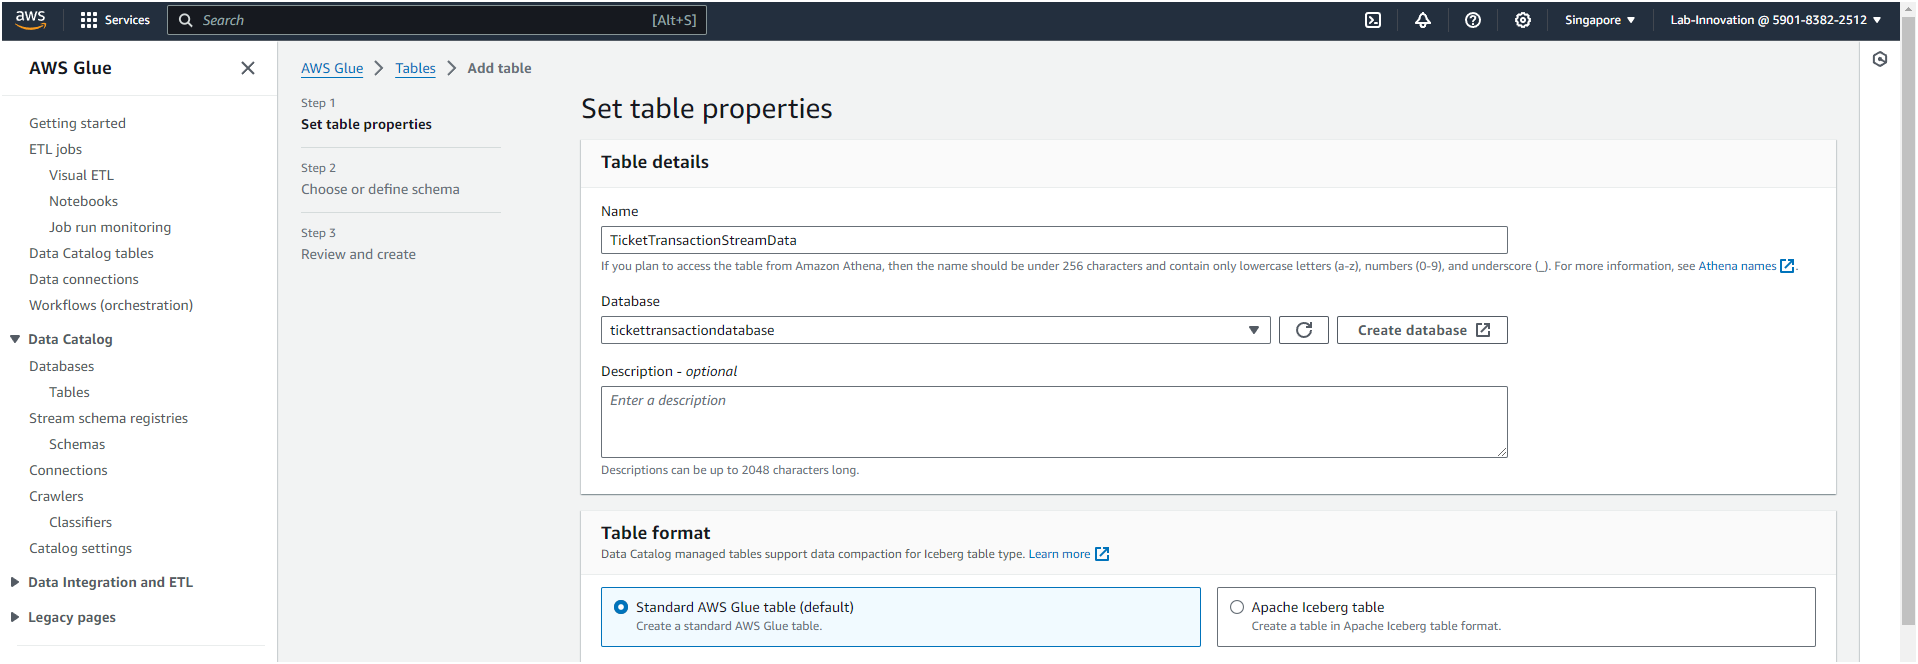 aws Services Search [Alt+S] Singapore ▼ Lab-Innovation @ 5901-8382-2512 ▼
AWS Glue
Getting started
ETL jobs
Visual ETL
Notebooks
Job run monitoring
Data Catalog tables
Data connections
Workflows (orchestration)
Data Catalog
Databases
Tables
Stream schema registries
Schemas
Connections
Crawlers
Classifiers
Catalog settings
Data Integration and ETL
Legacy pages
AWS Glue > Tables > Add table
Step 1
Set table properties
Step 2
Choose or define schema
Step 3
Review and create
Set table properties
Table details
Name
TicketTransactionStreamData
If you plan to access the table from Amazon Athena, then the name should be under 256 characters and contain only lowercase letters (a-z), numbers (0-9), and underscore (_). For more information, see Athena names.
Database
tickettransactiondatabase
Create database
Description - optional
Enter a description
Descriptions can be up to 2048 characters long.
Table format
Data Catalog managed tables support data compaction for Iceberg table type. Learn more
Standard AWS Glue table (default)
Create a standard AWS Glue table.
Apache Iceberg table
Create a table in Apache Iceberg table format.